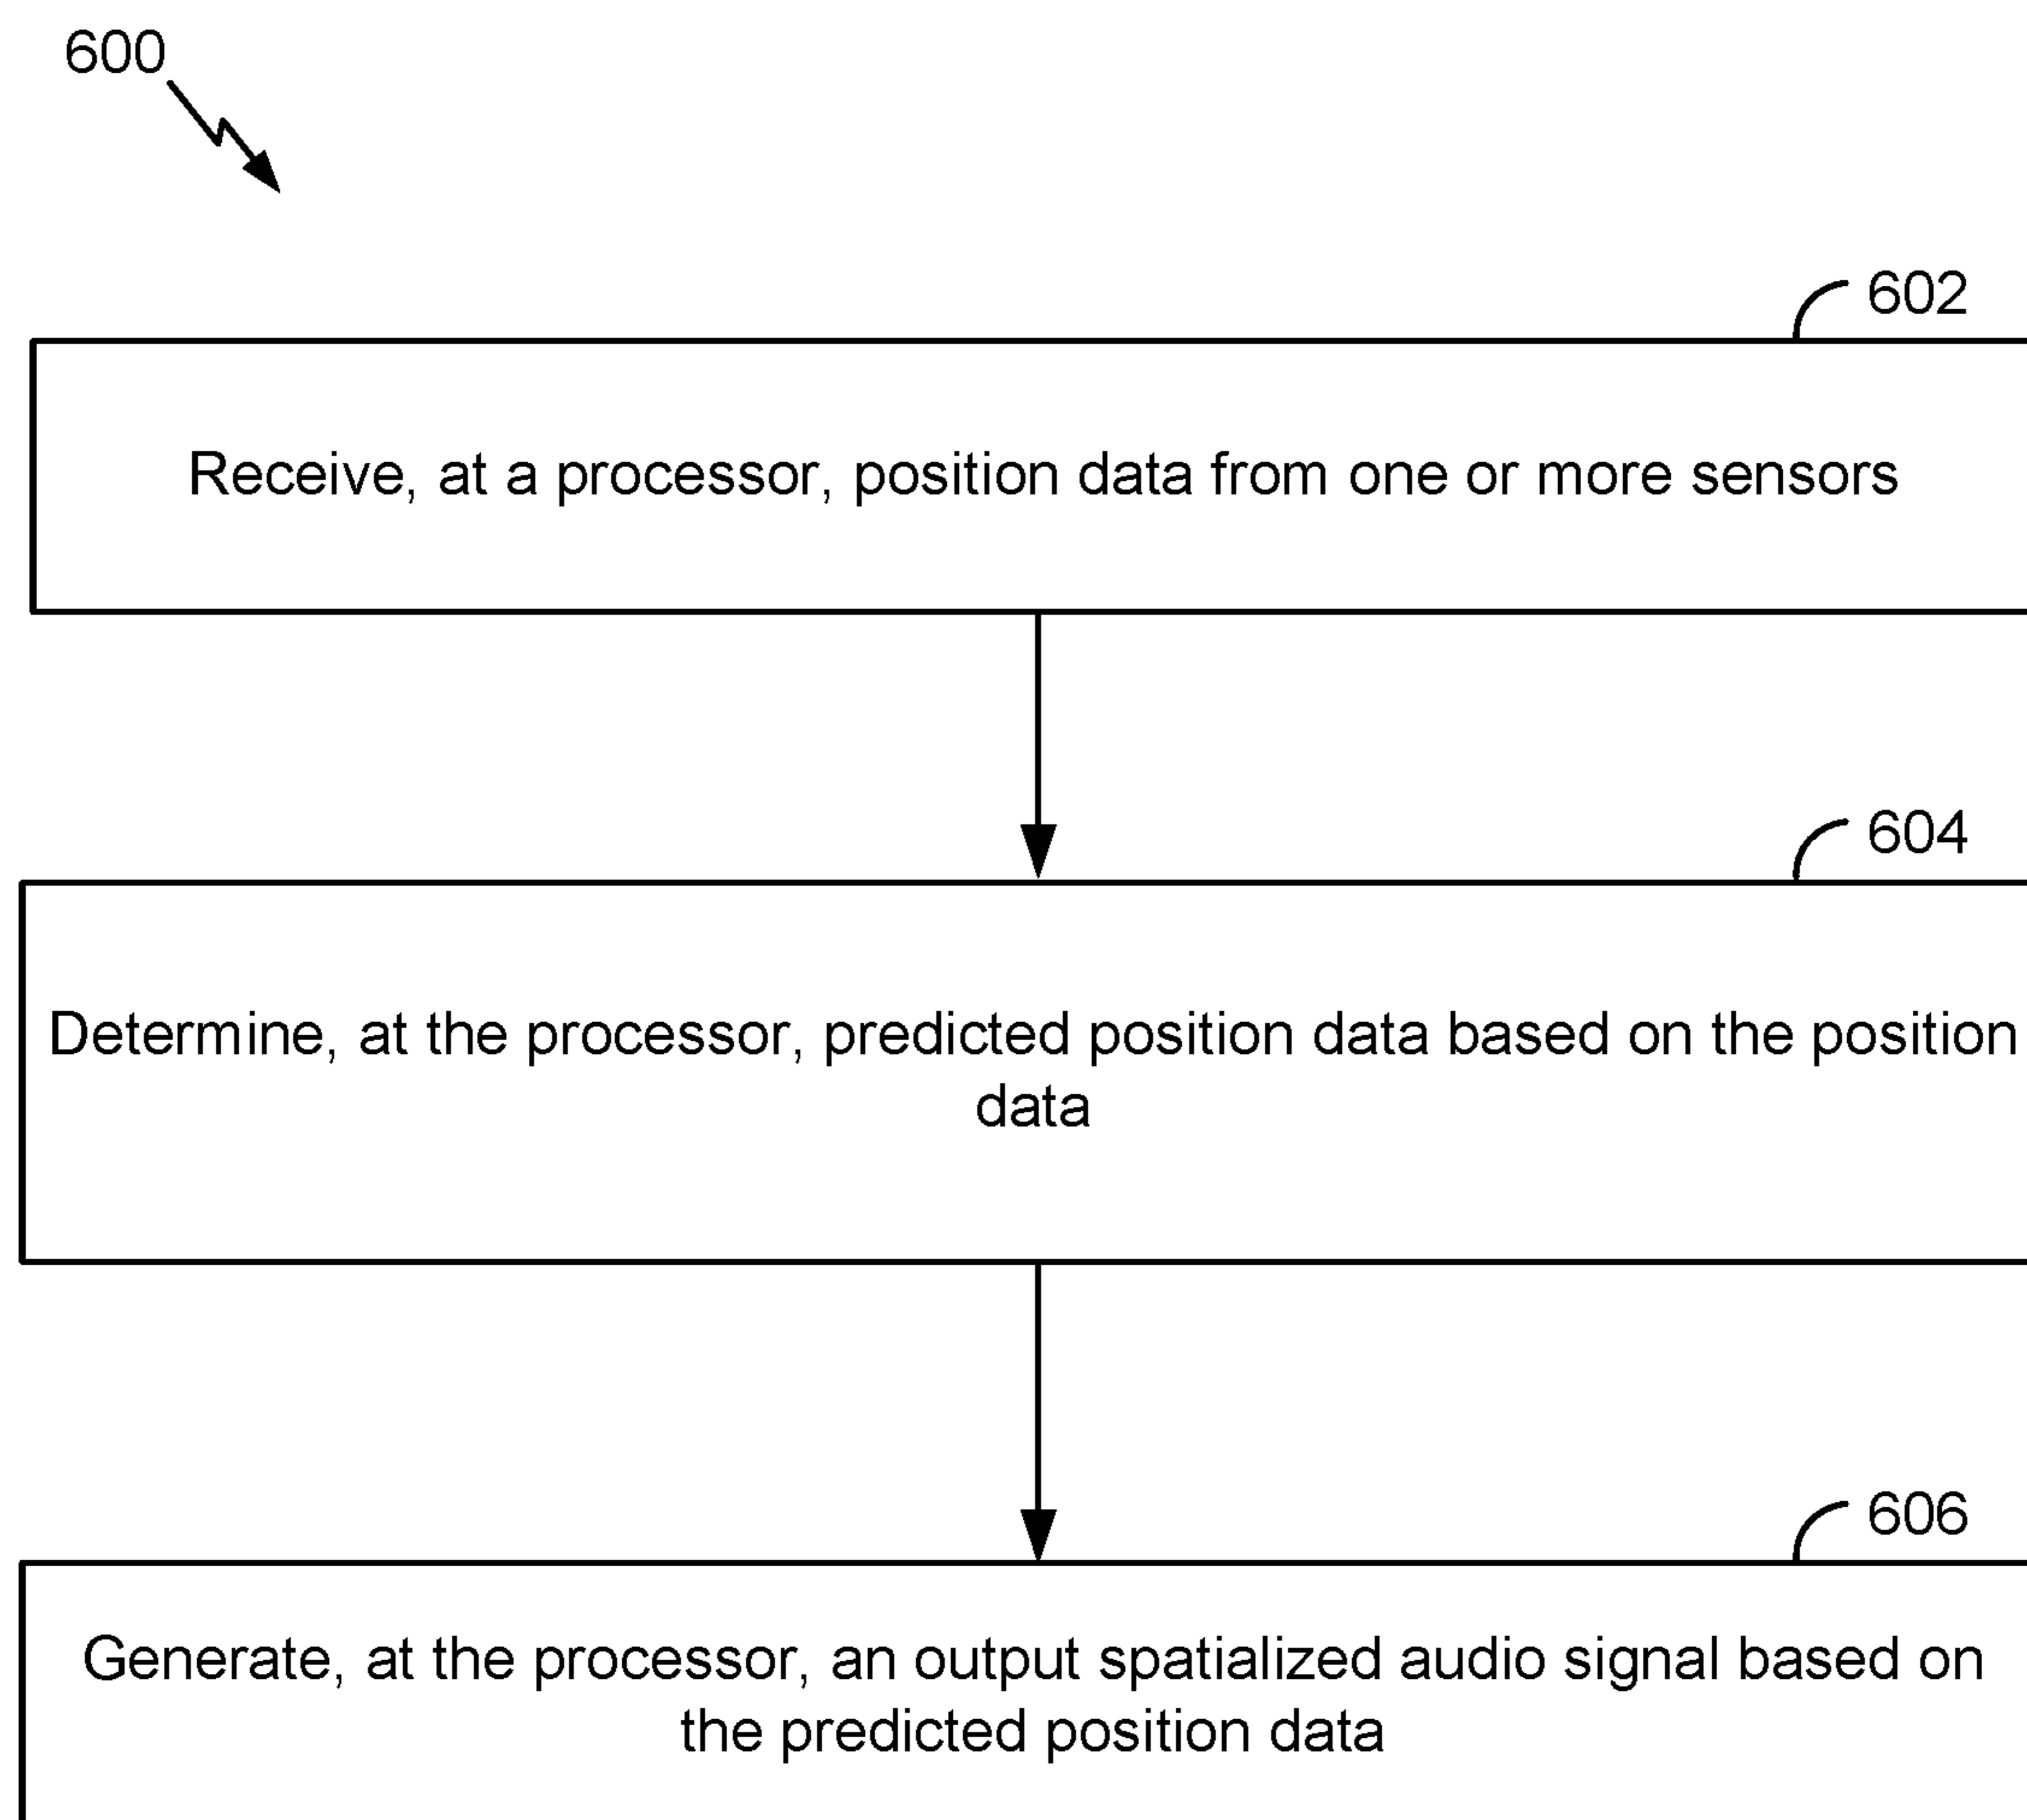 600
602
Receive, at a processor, position data from one or more sensors
604
Determine, at the processor, predicted position data based on the position
data
606
Generate, at the processor, an output spatialized audio signal based on
the predicted position data